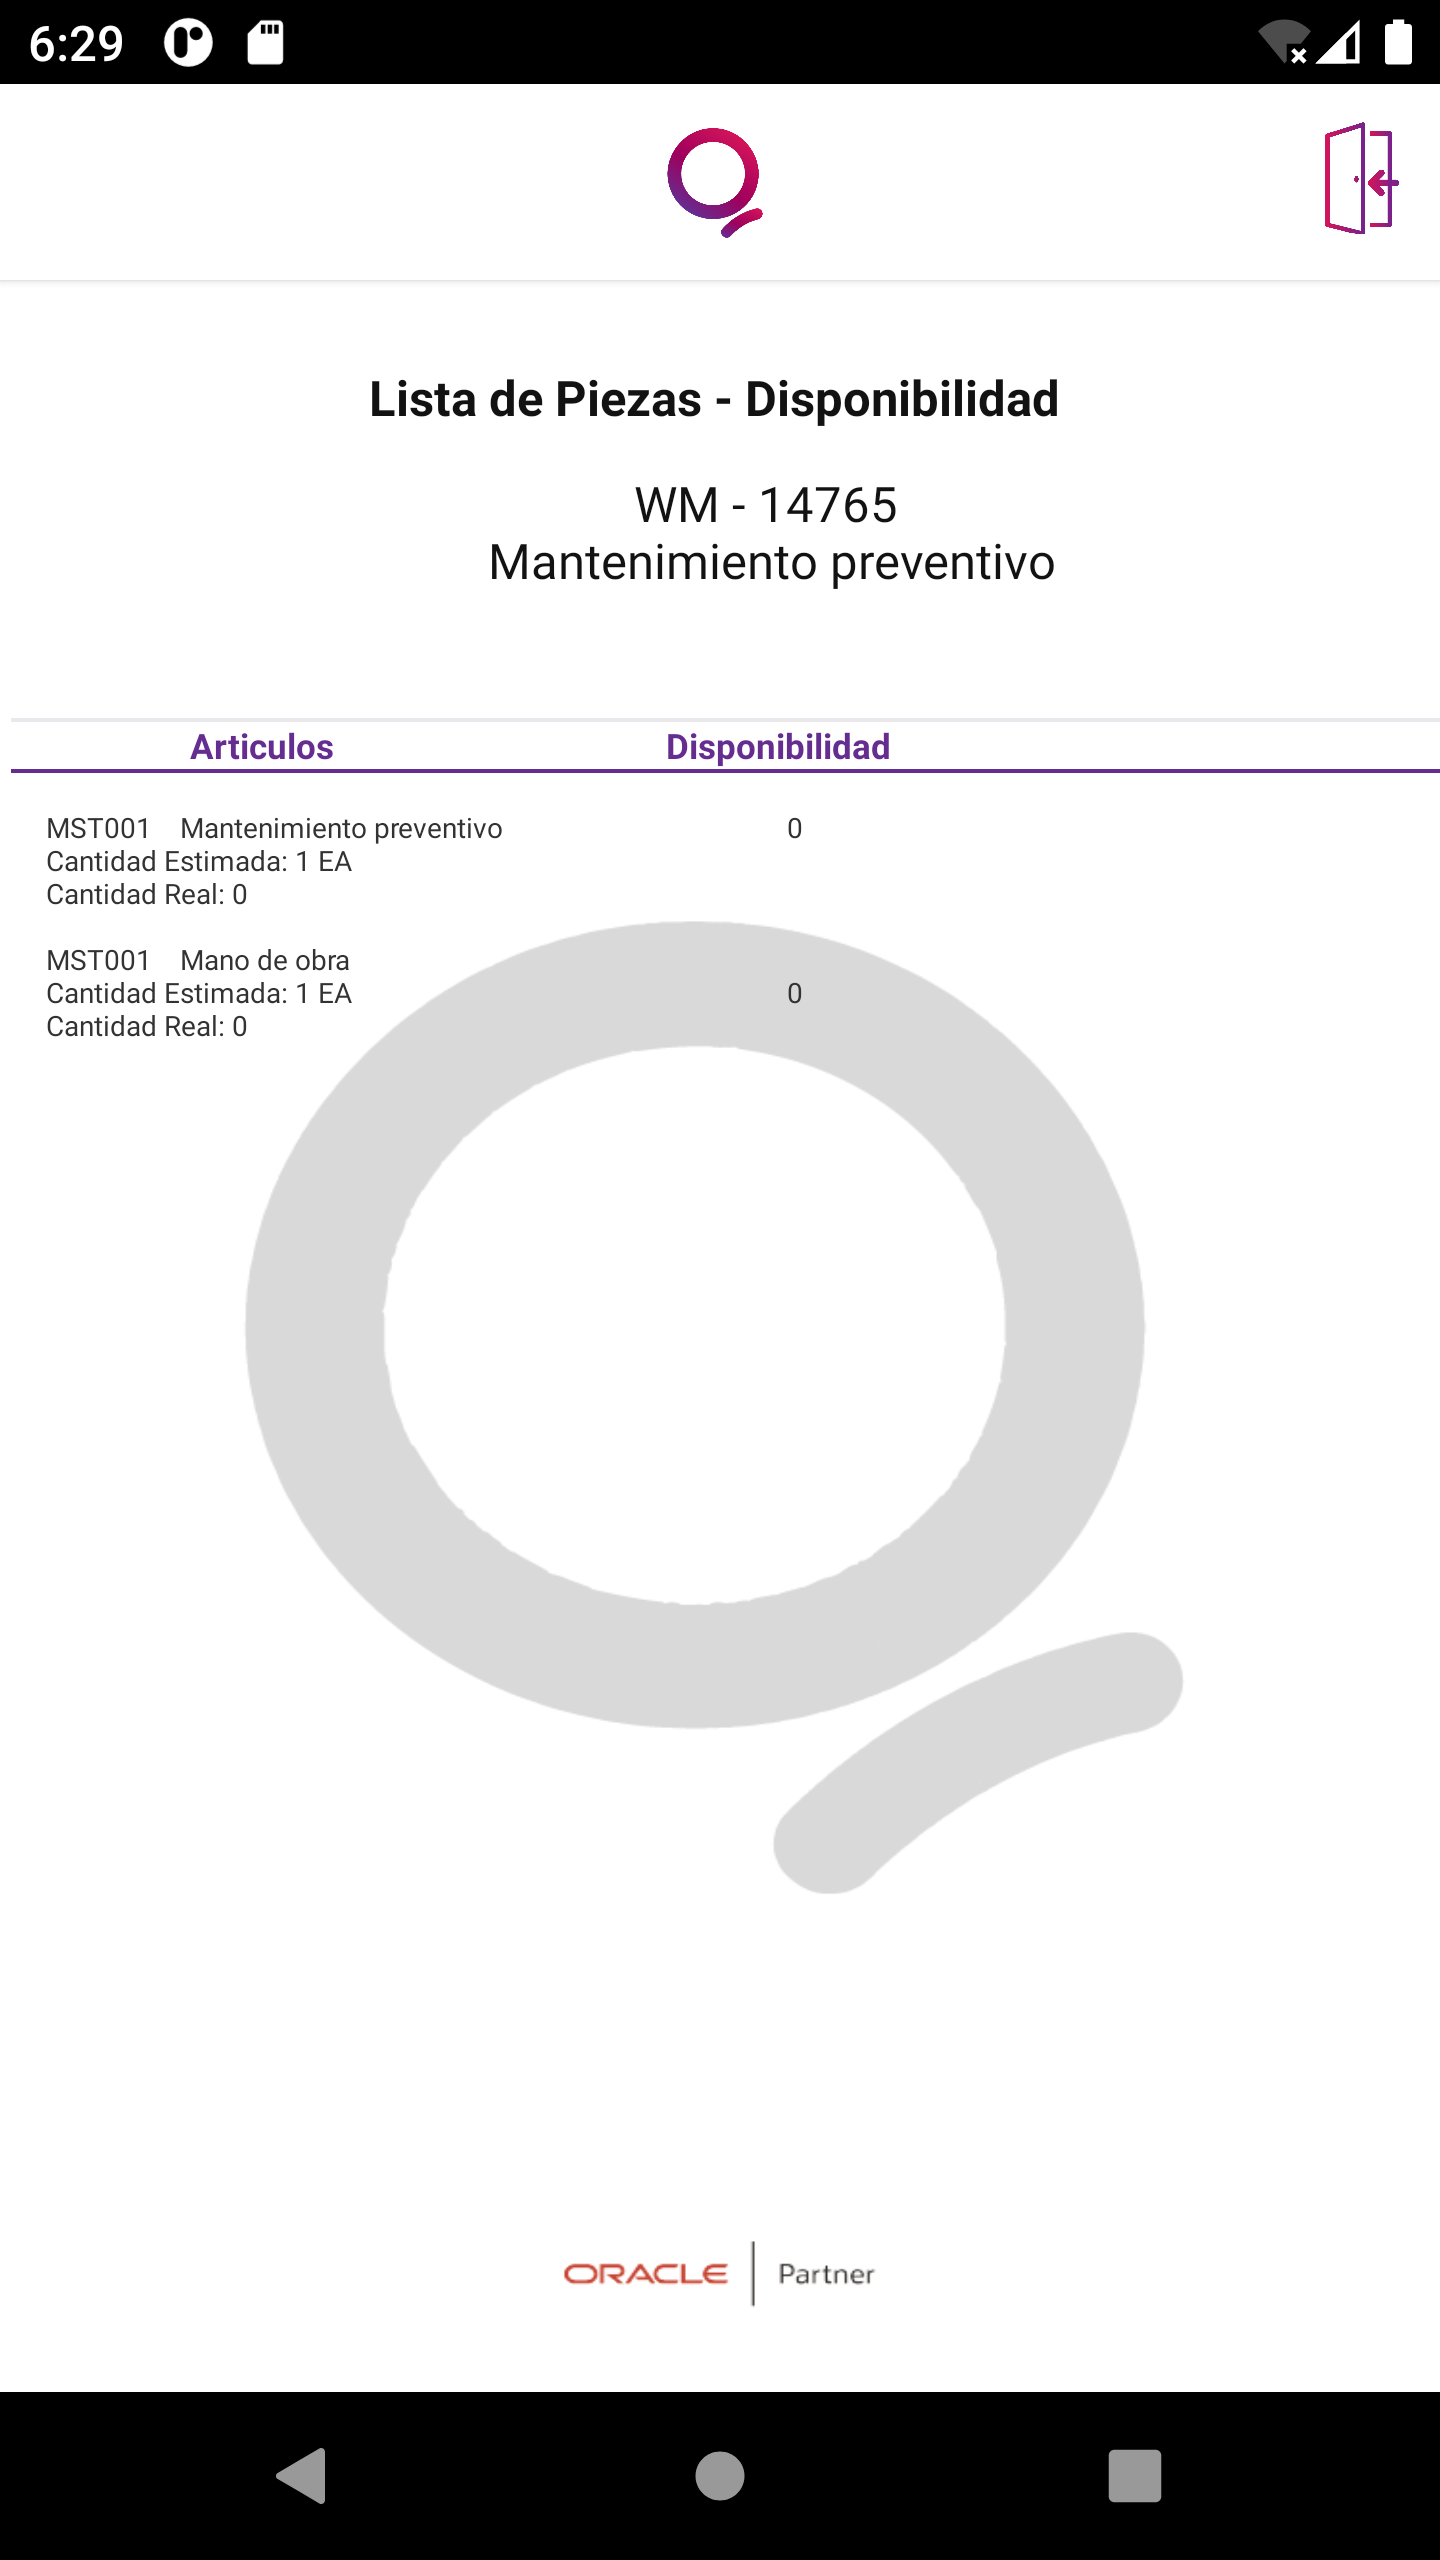 6:29
Lista de Piezas - Disponibilidad
WM - 14765
Mantenimiento preventivo
Articulos Disponibilidad
MST001 Mantenimiento preventivo 0
Cantidad Estimada: 1 EA
Cantidad Real: 0
MST001 Mano de obra
Cantidad Estimada: 1 EA 0
Cantidad Real: 0
ORACLE | Partner